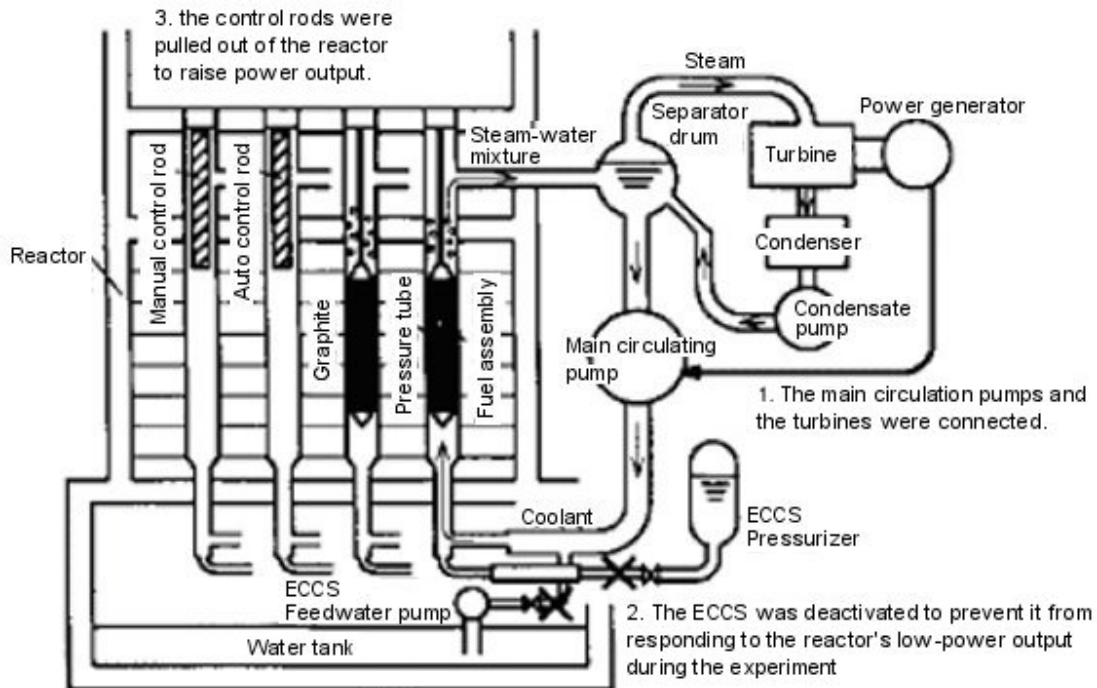 3. the control rods were
pulled out of the reactor
to raise power output.
Steam
Separator
drum
Power generator
Steam-water
mixture
Turbine
Reactor
Manual control rod
Auto control rod
Condenser
Graphite
Pressure tube
Fuel assembly
Main circulating
pump
Condensate
pump
1. The main circulation pumps and
the turbines were connected.
Coolant
ECCS
Pressurizer
ECCS
Feedwater pump
Water tank
2. The ECCS was deactivated to prevent it from
responding to the reactor's low-power output
during the experiment